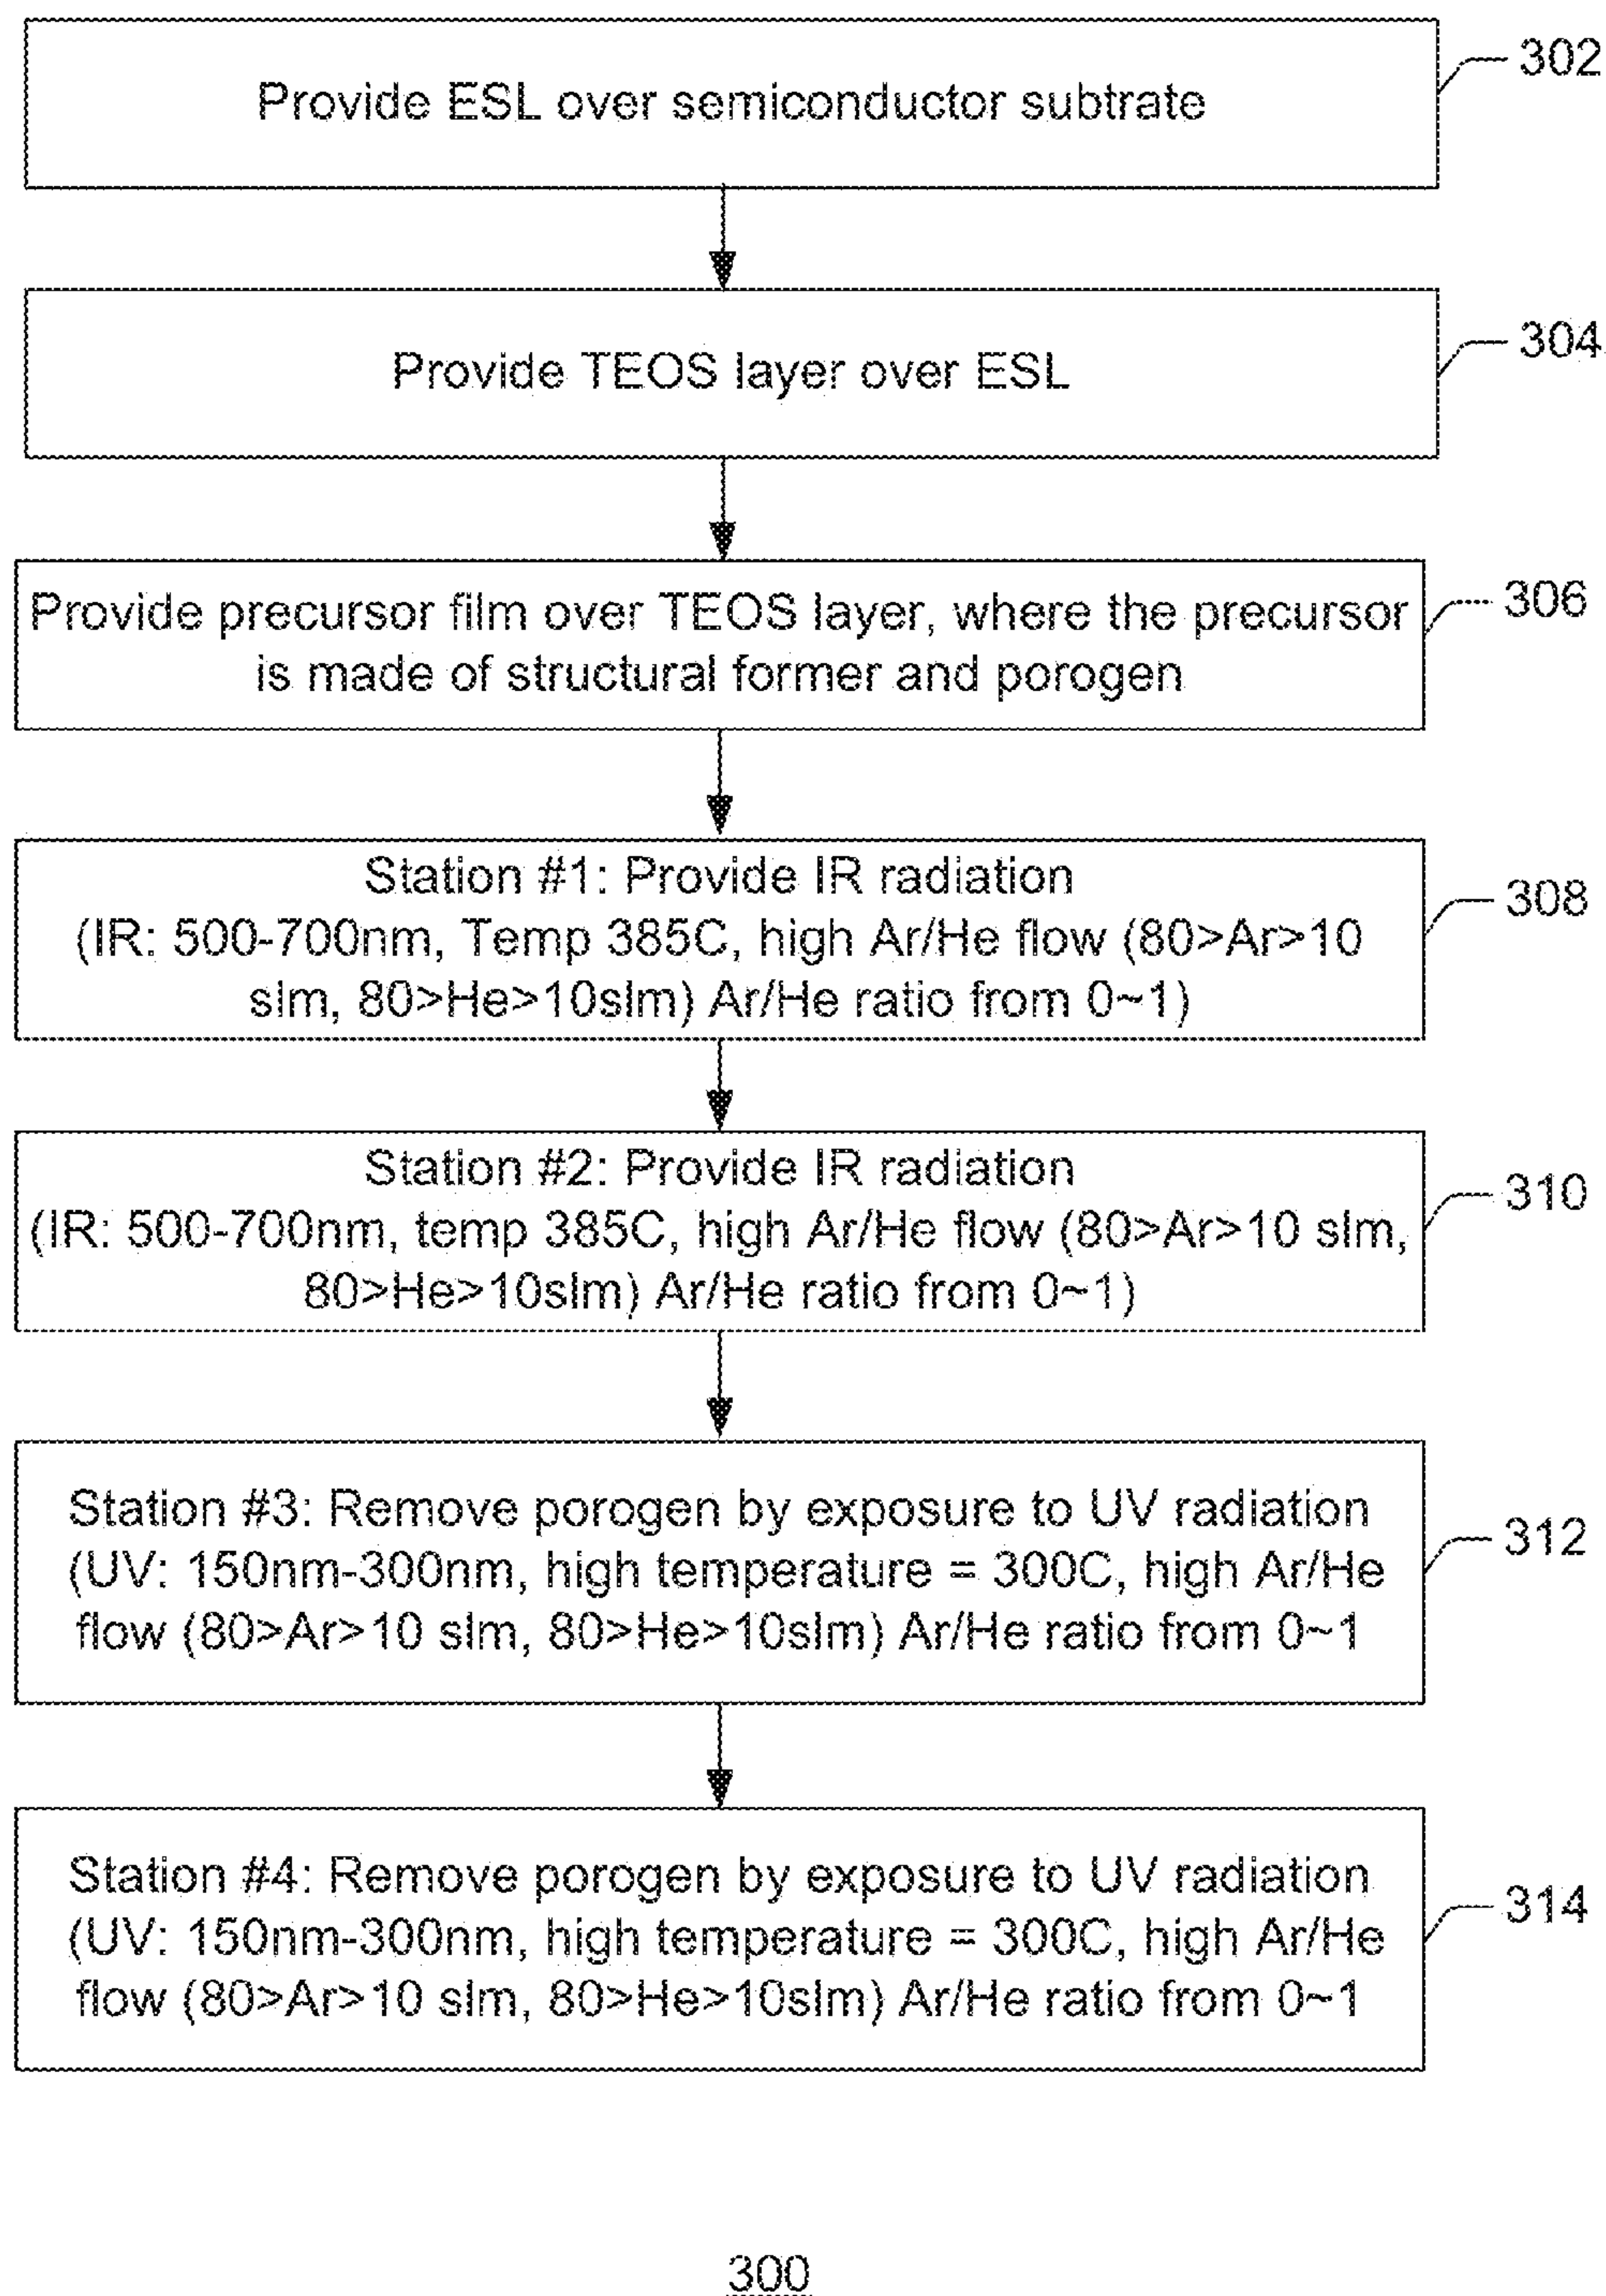 Provide ESL over semiconductor subtrate
302
Provide TEOS layer over ESL
304
Provide precursor film over TEOS layer, where the precursor
is made of structural former and porogen
306
Station #1: Provide IR radiation
(IR: 500-700nm, Temp 385C, high Ar/He flow (80>Ar>10
slm, 80>He>10slm) Ar/He ratio from 0~1)
308
Station #2: Provide IR radiation
(IR: 500-700nm, temp 385C, high Ar/He flow (80>Ar>10 slm,
80>He>10slm) Ar/He ratio from 0~1)
310
Station #3: Remove porogen by exposure to UV radiation
(UV: 150nm-300nm, high temperature = 300C, high Ar/He
flow (80>Ar>10 slm, 80>He>10slm) Ar/He ratio from 0~1
312
Station #4: Remove porogen by exposure to UV radiation
(UV: 150nm-300nm, high temperature = 300C, high Ar/He
flow (80>Ar>10 slm, 80>He>10slm) Ar/He ratio from 0~1
314
300